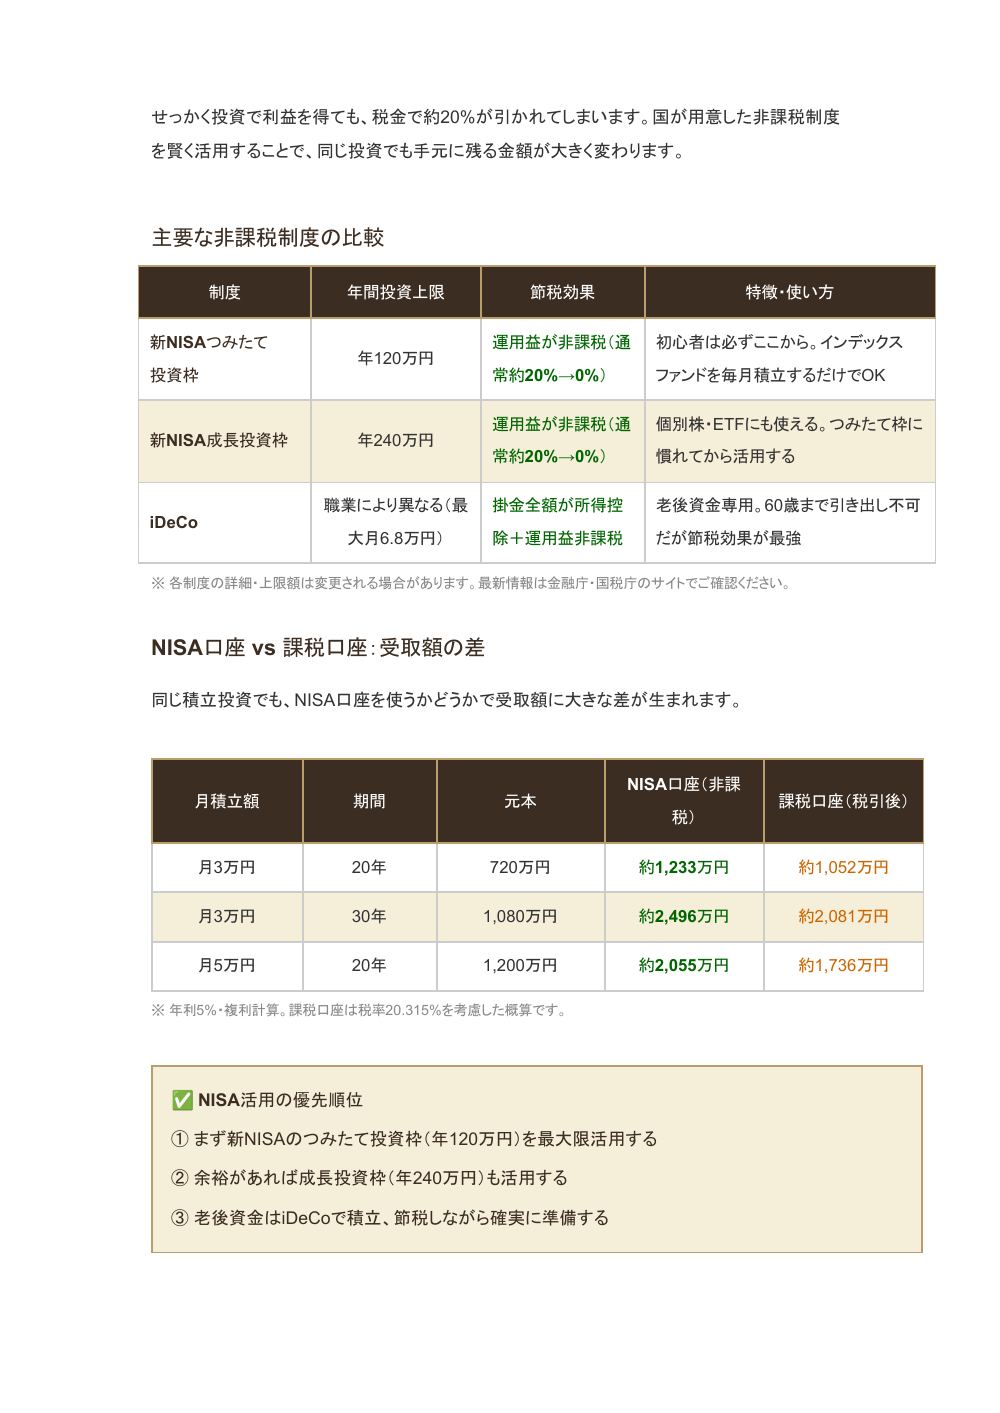 せっかく投資で利益を得ても、税金で約20%が引かれてしまいます。国が用意した非課税制度
を賢く活用することで、同じ投資でも手元に残る金額が大きく変わります。
主要な非課税制度の比較
制度 年間投資上限 節税効果 特徴・使い方
新NISAつみたて
投資枠
年120万円
運用益が非課税（通
常約20%→0%）
初心者は必ずここから。インデックス
ファンドを毎月積立するだけでOK
新NISA成長投資枠
年240万円
運用益が非課税（通
常約20%→0%）
個別株・ETFにも使える。つみたて枠に
慣れてから活用する
iDeCo
職業により異なる（最
大月6.8万円）
掛金全額が所得控
除＋運用益非課税
老後資金専用。60歳まで引き出し不可
だが節税効果が最強
※ 各制度の詳細・上限額は変更される場合があります。最新情報は金融庁・国税庁のサイトでご確認ください。
NISA口座 vs 課税口座：受取額の差
同じ積立投資でも、NISA口座を使うかどうかで受取額に大きな差が生まれます。
月積立額 期間 元本
NISA口座（非課
税）
課税口座（税引後）
月3万円 20年 720万円 約1,233万円 約1,052万円
月3万円 30年 1,080万円 約2,496万円 約2,081万円
月5万円 20年 1,200万円 約2,055万円 約1,736万円
※ 年利5%・複利計算。課税口座は税率20.315%を考慮した概算です。
✅ NISA活用の優先順位
① まず新NISAのつみたて投資枠（年120万円）を最大限活用する
② 余裕があれば成長投資枠（年240万円）も活用する
③ 老後資金はiDeCoで積立、節税しながら確実に準備する